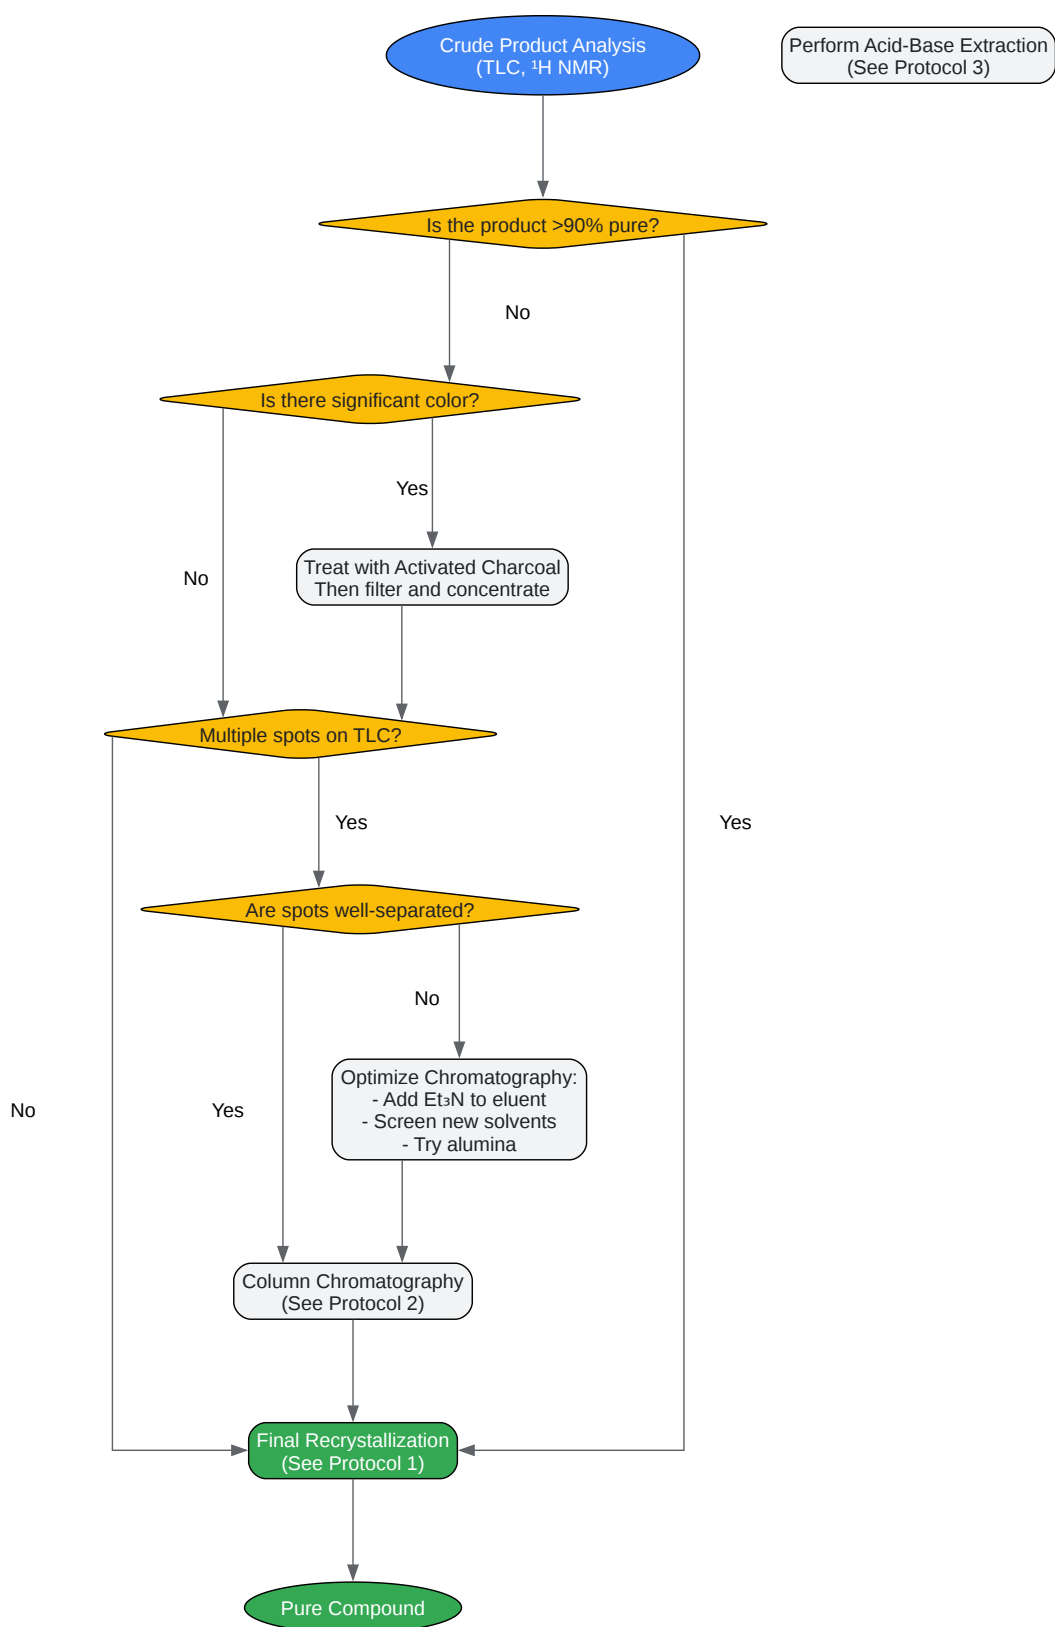 Crude Product Analysis
(TLC, ¹H NMR)
Perform Acid-Base Extraction
(See Protocol 3)
Is the product >90% pure?
No
Is there significant color?
Yes
Treat with Activated Charcoal
Then filter and concentrate
No
Multiple spots on TLC?
Yes
Yes
Are spots well-separated?
No
Optimize Chromatography:
- Add Et₃N to eluent
- Screen new solvents
- Try alumina
No
Yes
Column Chromatography
(See Protocol 2)
Final Recrystallization
(See Protocol 1)
Pure Compound